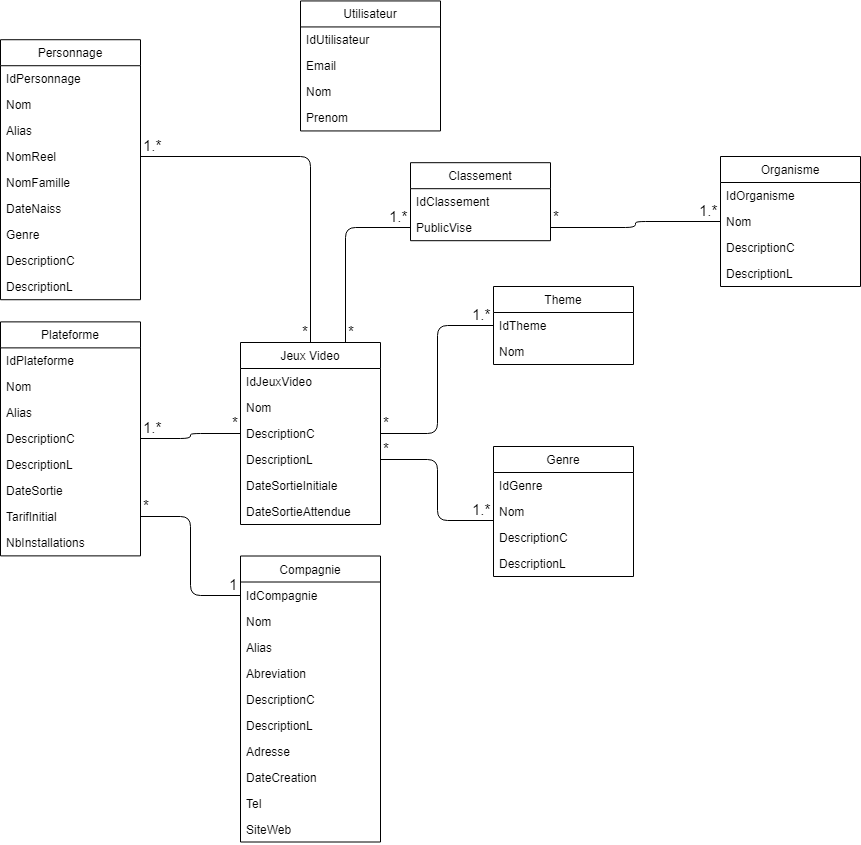 Utilisateur
IdUtilisateur
Email
Nom
Prenom
Personnage
IdPersonnage
Nom
Alias
NomReel
NomFamille
DateNaiss
Genre
DescriptionC
DescriptionL
1.*
*
Classement
IdClassement
PublicVise
1.*
*
*
1.*
Organisme
IdOrganisme
Nom
DescriptionC
DescriptionL
Theme
IdTheme
Nom
1.*
*
Plateforme
IdPlateforme
Nom
Alias
DescriptionC
DescriptionL
DateSortie
TarifInitial
NbInstallations
1.*
*
*
1
Jeux Video
IdJeuxVideo
Nom
DescriptionC
DescriptionL
DateSortieInitiale
DateSortieAttendue
*
1.*
Genre
IdGenre
Nom
DescriptionC
DescriptionL
Compagnie
IdCompagnie
Nom
Alias
Abreviation
DescriptionC
DescriptionL
Adresse
DateCreation
Tel
SiteWeb